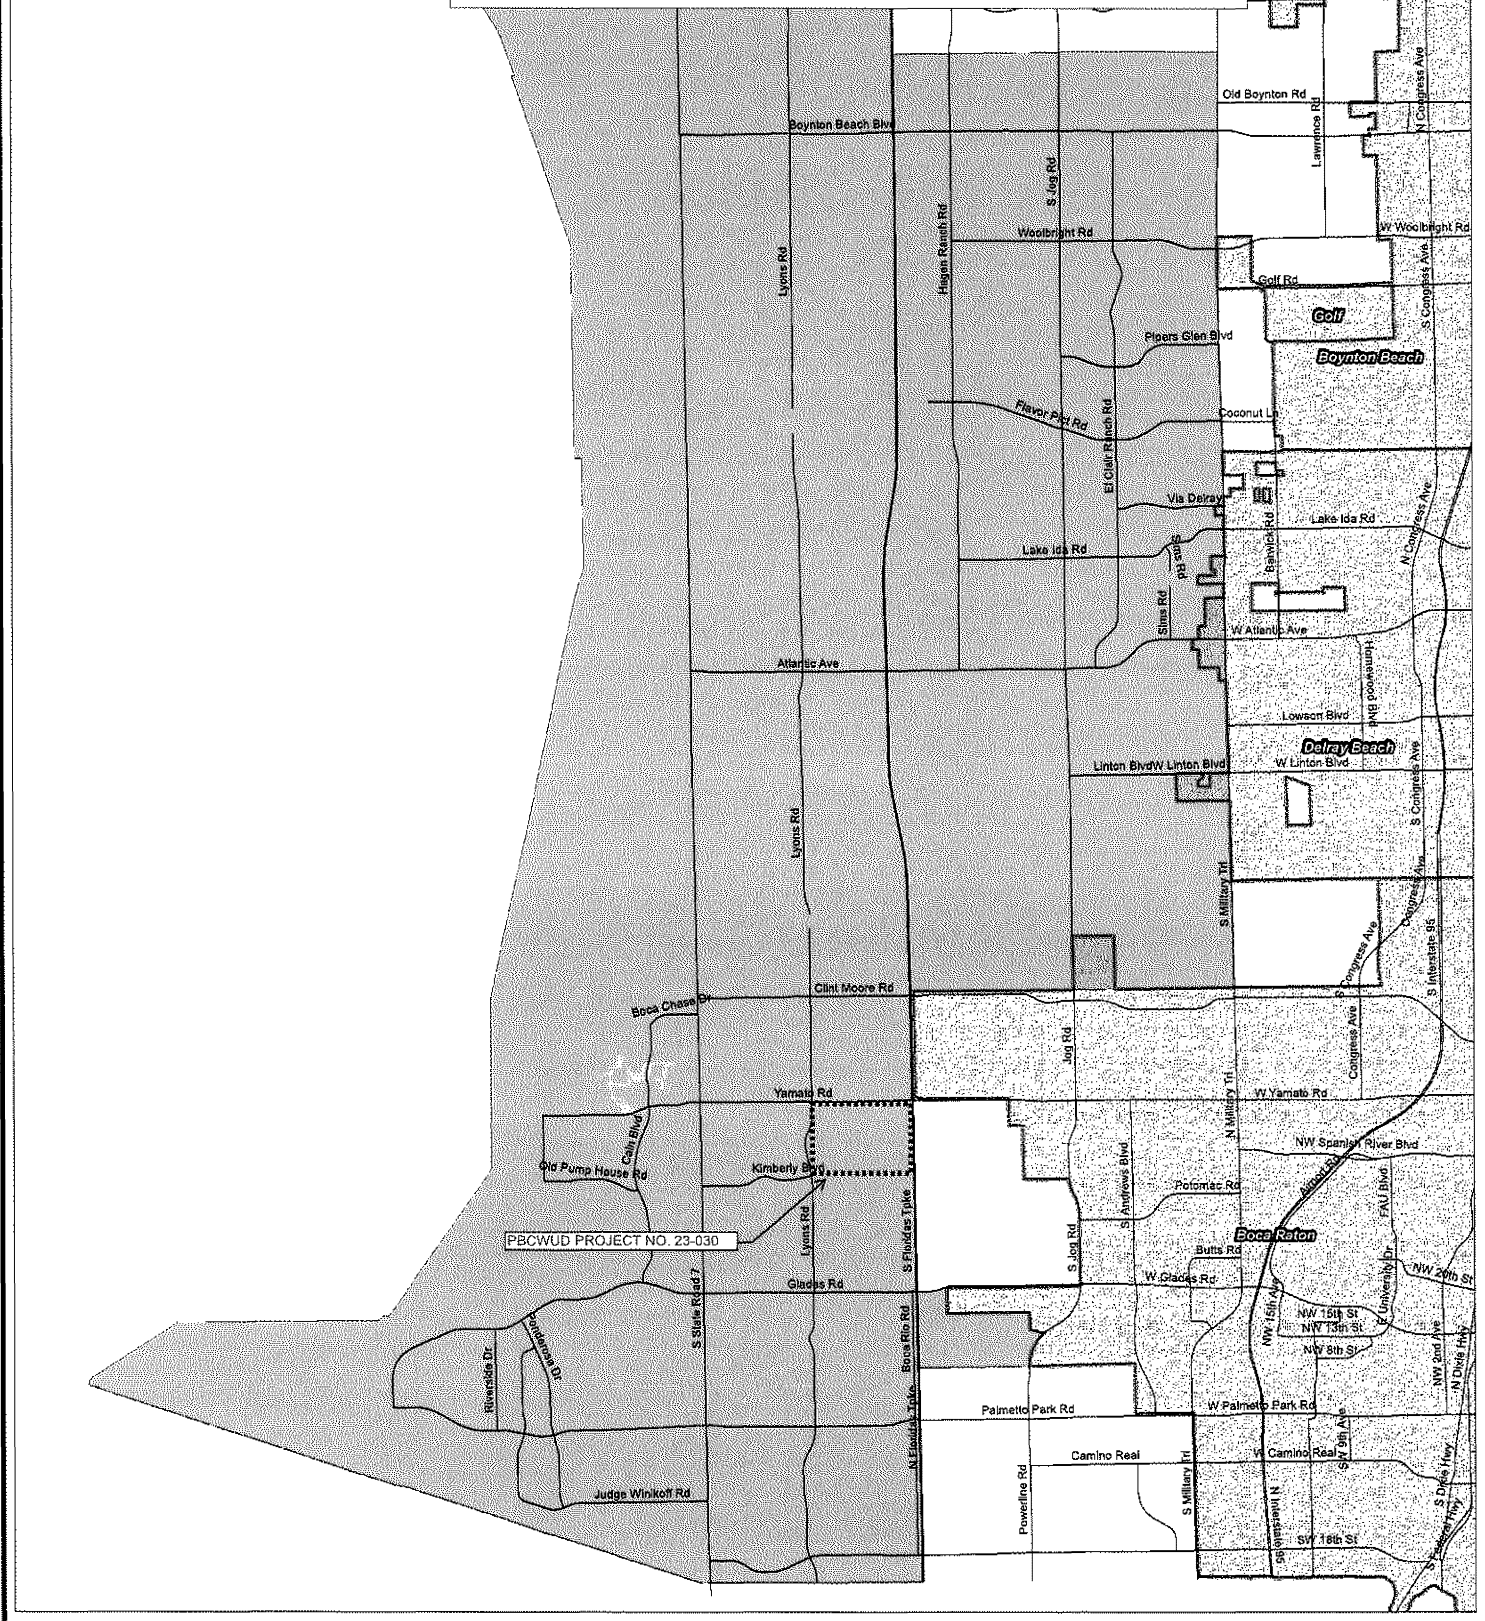 N Congress Ave
Old Boynton Rd
Lawrence Rd
Boynton Beach Blvd
S Jog Rd
Hagen Ranch Rd
Woolbright Rd
W Woolbright Rd
Lyons Rd
S Congress Ave
Golf Rd
Golf
Pipers Glen Blvd
Boynton Beach
Flavor Pict Rd
Coconut Ln
El Clair Ranch Rd
Via Delray
Lake Ida Rd
N Congress Ave
Barwick Rd
Lake Ida Rd
Sims Rd
Sims Rd
W Atlantic Ave
Atlantic Ave
Homewood Blvd
Lowson Blvd
Delray Beach
Linton Blvd
W Linton Blvd
W Linton Blvd
S Congress Ave
Lyons Rd
S Military Trl
Congress Ave
S Congress Ave
S Interstate 95
Clint Moore Rd
Boca Chase Dr
Jog Rd
Congress Ave
Yamato Rd
W Yamato Rd
N Military Trl
Cain Blvd
NW Spanish River Blvd
Airport Rd
Old Pump House Rd
Kimberly Blvd
S Andrews Blvd
Potomac Rd
FAU Blvd
S Floridas Tpke
Lyons Rd
PBCWUD PROJECT NO. 23-030
S Jog Rd
Boca Raton
Butts Rd
Glades Rd
W Glades Rd
NW 20th St
E University Dr
S State Road 7
Boca Rio Rd
NW 15th Ave
NW 15th St
NW 13th St
NW 8th St
NW 2nd Ave
N Dixie Hwy
Ponderosa Dr
Riverside Dr
N Floridas Tpke
Palmetto Park Rd
W Palmetto Park Rd
SW 9th Ave
Camino Real
W Camino Real
S Military Trl
Powerline Rd
Judge Winikoff Rd
N Interstate 95
S Dixie Hwy
S Federal Hwy
SW 18th St